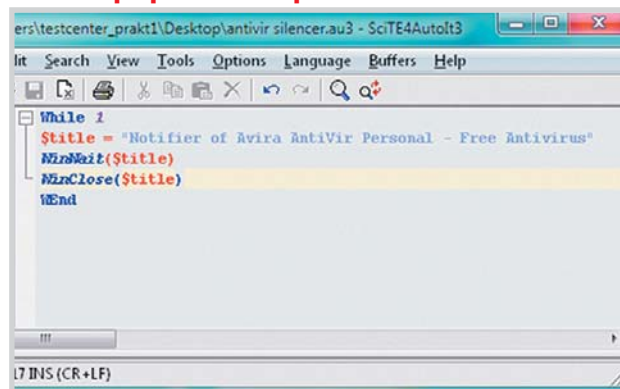 ers\testcenter_prakt1\Desktop\antivir silencer.au3 - SciTE4AutoIt3
lit Search View Tools Options Language Buffers Help
While 1
$title = "Notifier of Avira AntiVir Personal - Free Antivirus"
WinWait($title)
WinClose($title)
WEnd
17 INS (CR+LF)